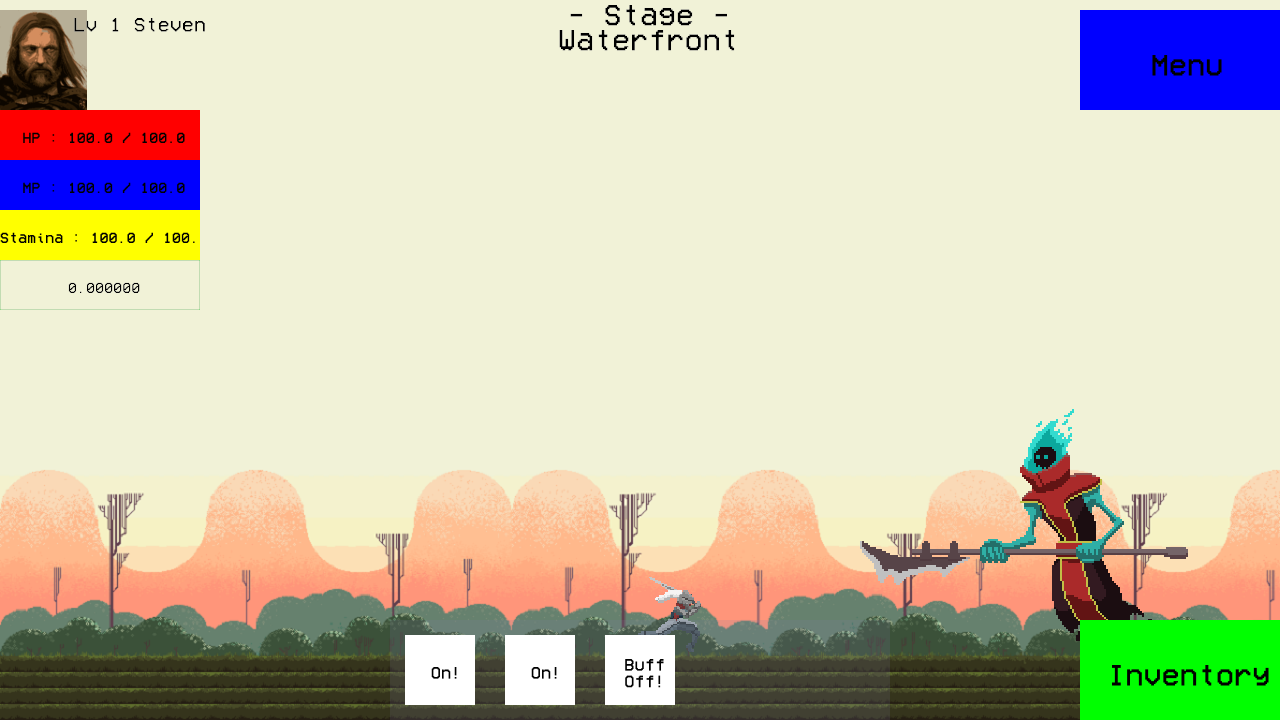 Lv 1 Steven
- Stage -
Waterfront
Menu
HP : 100.0 / 100.0
MP : 100.0 / 100.0
Stamina : 100.0 / 100.
0.000000
On!
On!
Buff
Off!
Inventory